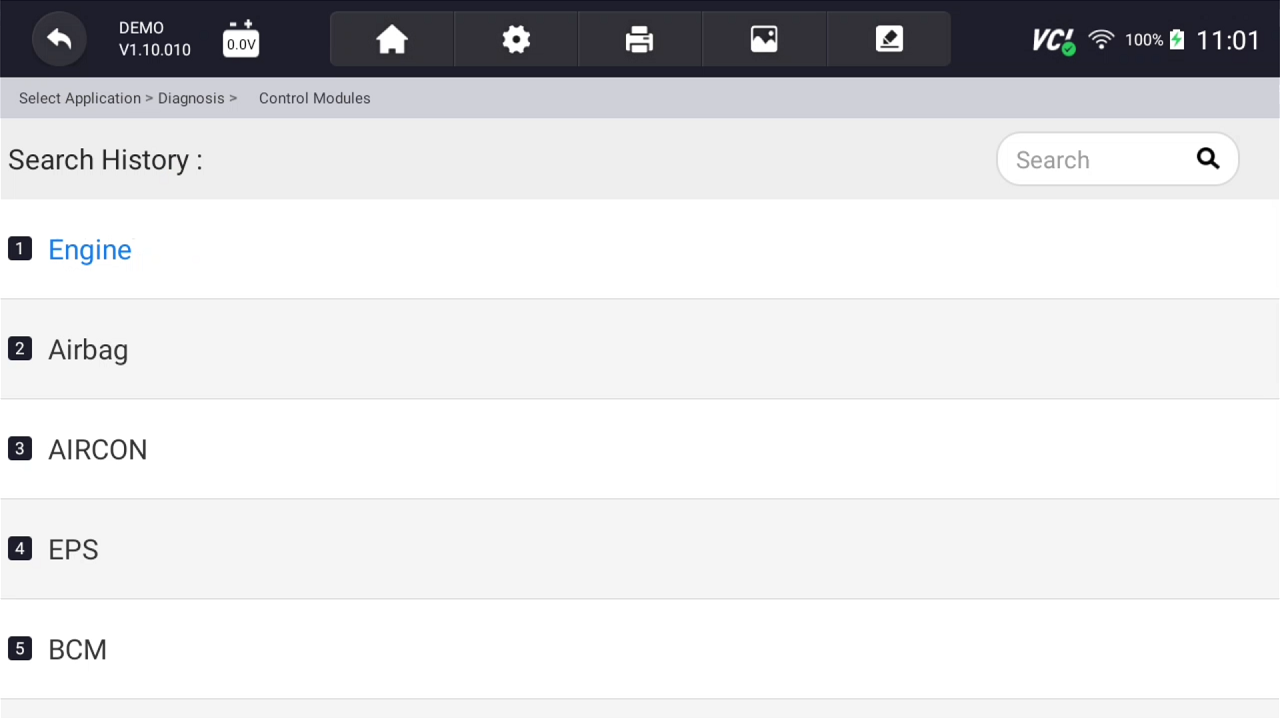 DEMO
V1.10.010
0.0V
VCI
100%
11:01
Select Application > Diagnosis > Control Modules
Search History :
Search
1 Engine
2 Airbag
3 AIRCON
4 EPS
5 BCM